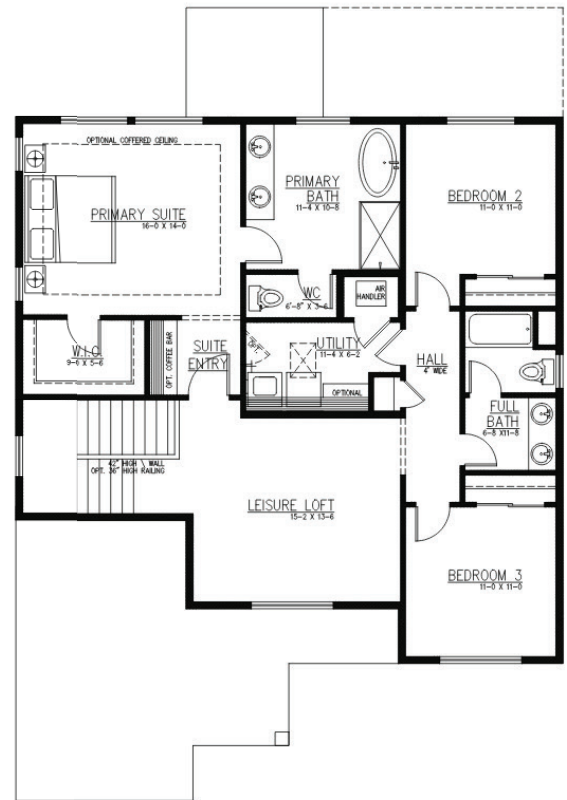 OPTIONAL COFFERED CEILING
PRIMARY SUITE
16-0 X 14-0
PRIMARY
BATH
11-4 X 10-8
BEDROOM 2
11-0 X 11-0
WC
6'-8" X 3-6
AIR
HANDLER
W.I.C.
9-0 X 5-6
OPT. COFFEE BAR
SUITE
ENTRY
UTILITY
11-4 X 6-2
OPTIONAL
HALL
4' WIDE
FULL
BATH
6-8 X 11-8
42" HIGH \ WALL
OPT. 36" HIGH RAILING
LEISURE LOFT
15-2 X 13-6
BEDROOM 3
11-0 X 11-0